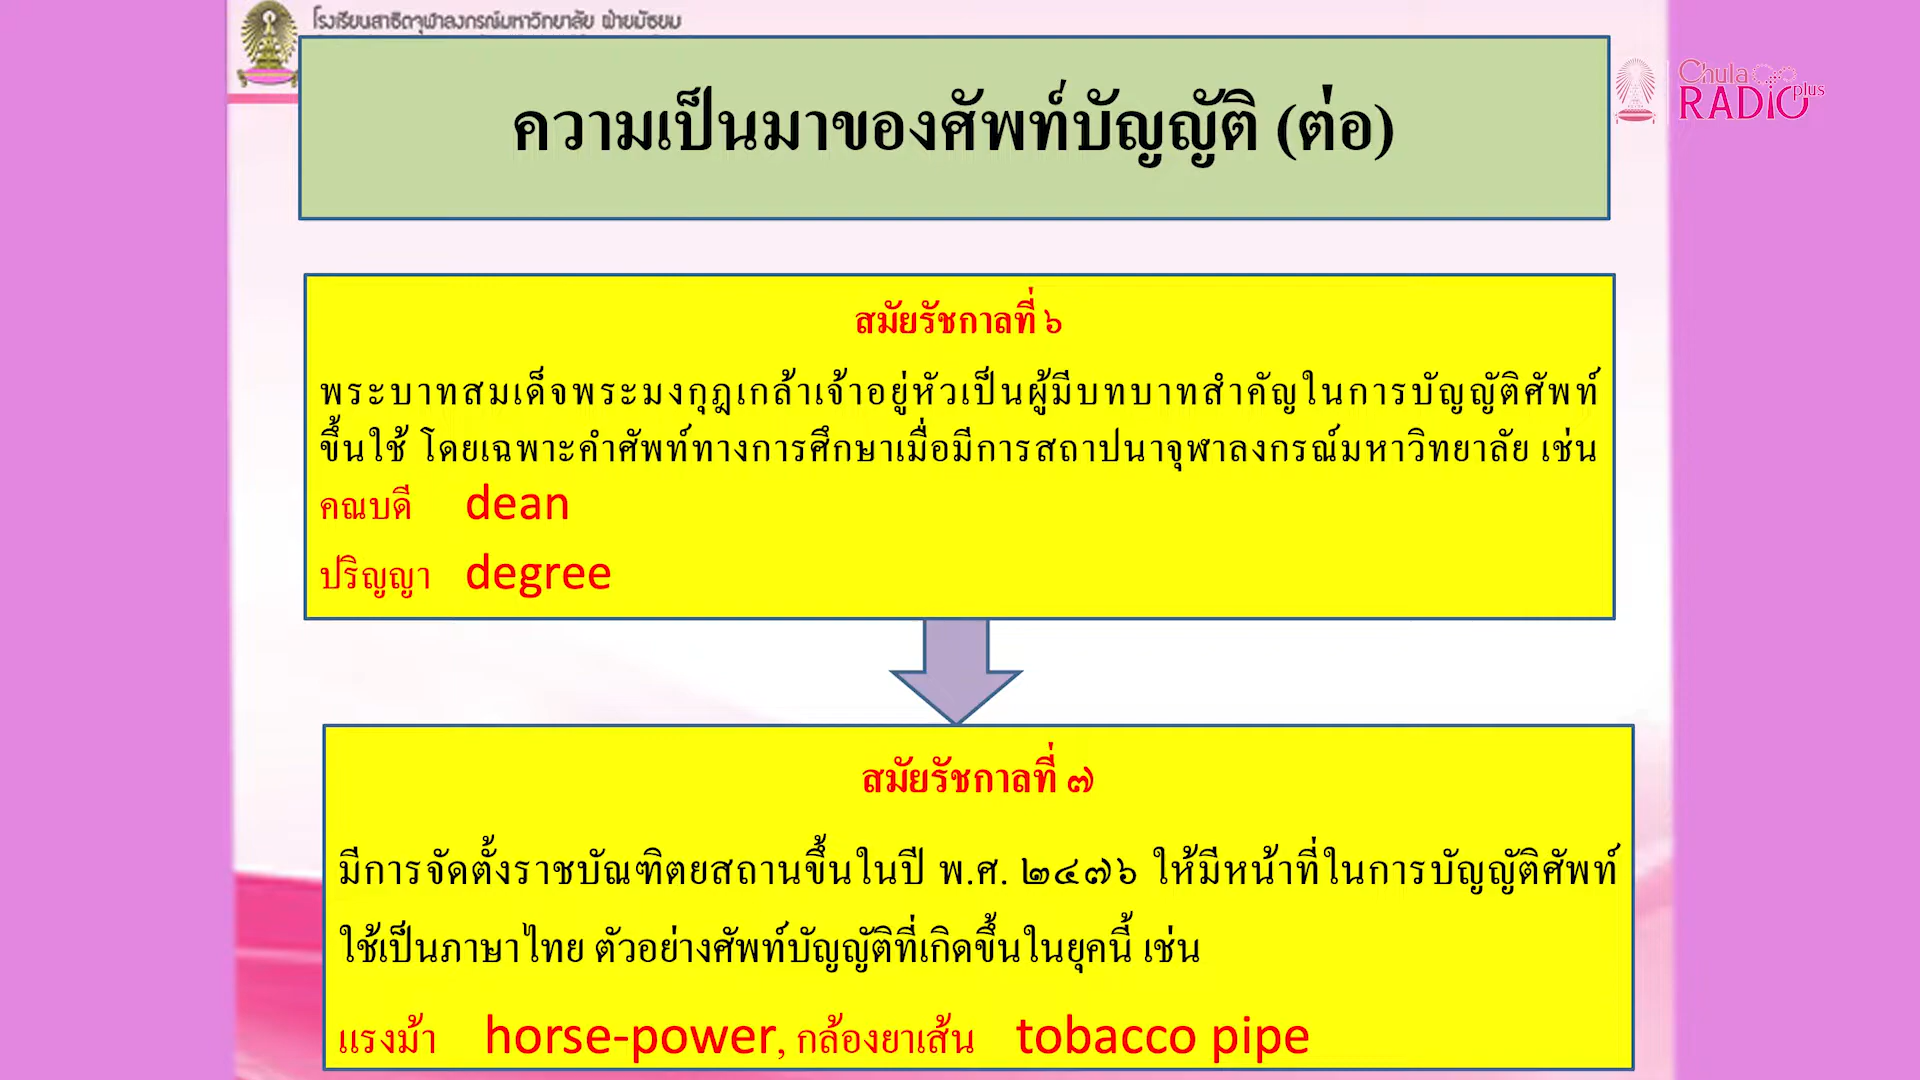 โรงเรียนสาธิตจุฬาลงกรณ์มหาวิทยาลัย ฝ่ายมัธยม
Chula
RADIO plus
ความเป็นมาของศัพท์บัญญัติ (ต่อ)
สมัยรัชกาลที่ ๖
พระบาทสมเด็จพระมงกุฎเกล้าเจ้าอยู่หัวเป็นผู้มีบทบาทสำคัญในการบัญญัติศัพท์
ขึ้นใช้ โดยเฉพาะคำศัพท์ทางการศึกษาเมื่อมีการสถาปนาจุฬาลงกรณ์มหาวิทยาลัย เช่น
คณบดี dean
ปริญญา degree
สมัยรัชกาลที่ ๗
มีการจัดตั้งราชบัณฑิตยสถานขึ้นในปี พ.ศ. ๒๔๗๖ ให้มีหน้าที่ในการบัญญัติศัพท์
ใช้เป็นภาษาไทย ตัวอย่างศัพท์บัญญัติที่เกิดขึ้นในยุคนี้ เช่น
แรงม้า horse-power, กล้องยาเส้น tobacco pipe